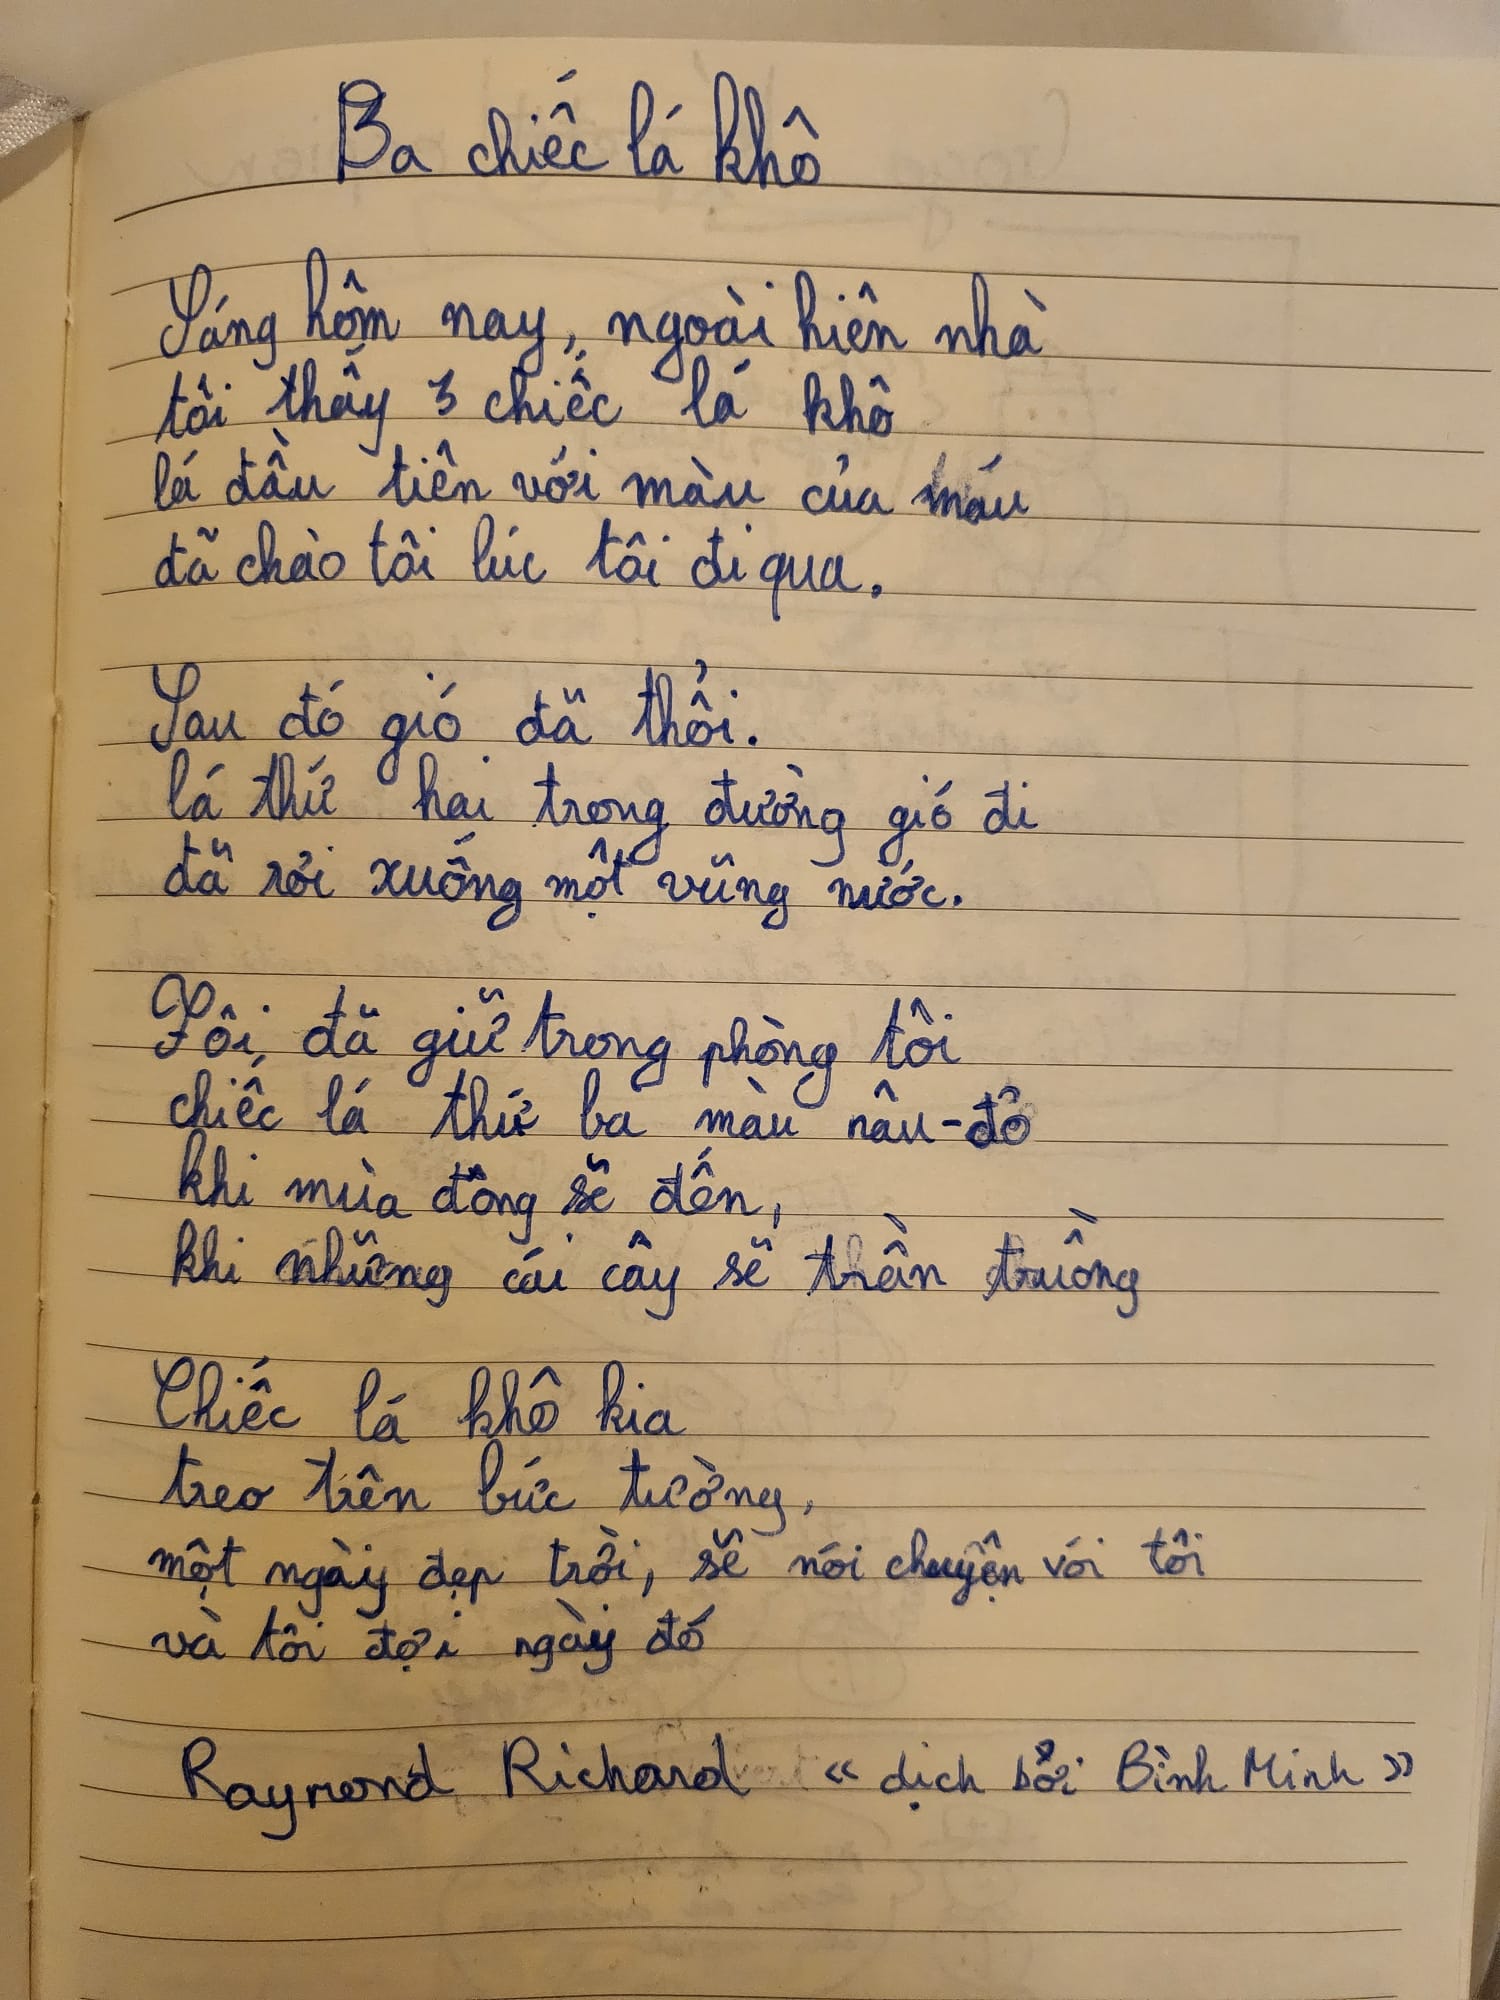 Ba chiếc lá khô
Sáng hôm nay, ngoài hiên nhà
tôi thấy 3 chiếc lá khô
lá đầu tiên với màu của máu
đã chào tôi lúc tôi đi qua.
Sau đó gió đã thổi.
lá thứ hai trong đường gió đi
đã rơi xuống một vũng nước.
Tôi, đã giữ trong phòng tôi
chiếc lá thứ ba màu nâu-đỏ
khi mùa đông sẽ đến,
khi những cái cây sẽ trần truồng
Chiếc lá khô kia
treo trên bức tường,
một ngày đẹp trời, sẽ nói chuyện với tôi
và tôi đợi ngày đó
Raymond Richard « dịch bởi Bình Minh »